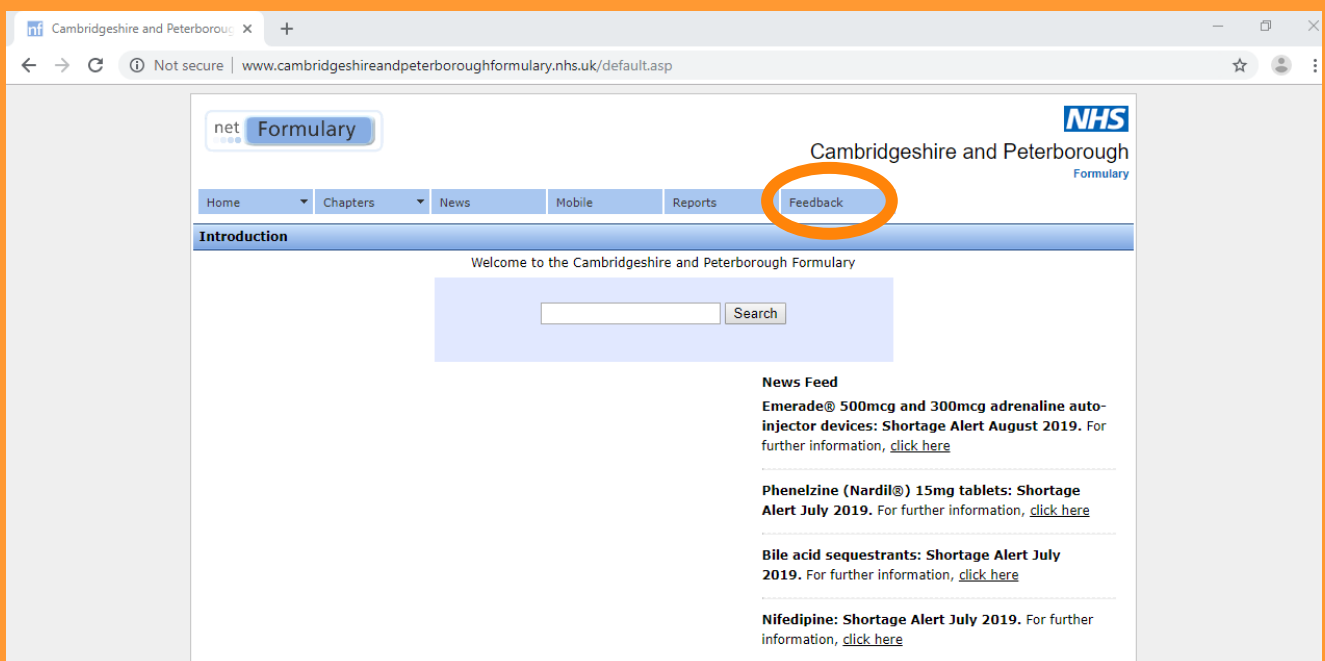 nf Cambridgeshire and Peterboroug
Not secure | www.cambridgeshireandpeterboroughformulary.nhs.uk/default.asp
net Formulary
NHS
Cambridgeshire and Peterborough
Formulary
Home Chapters News Mobile Reports Feedback
Introduction
Welcome to the Cambridgeshire and Peterborough Formulary
Search
News Feed
Emerade® 500mcg and 300mcg adrenaline auto-
injector devices: Shortage Alert August 2019. For
further information, click here
Phenelzine (Nardil®) 15mg tablets: Shortage
Alert July 2019. For further information, click here
Bile acid sequestrants: Shortage Alert July
2019. For further information, click here
Nifedipine: Shortage Alert July 2019. For further
information, click here